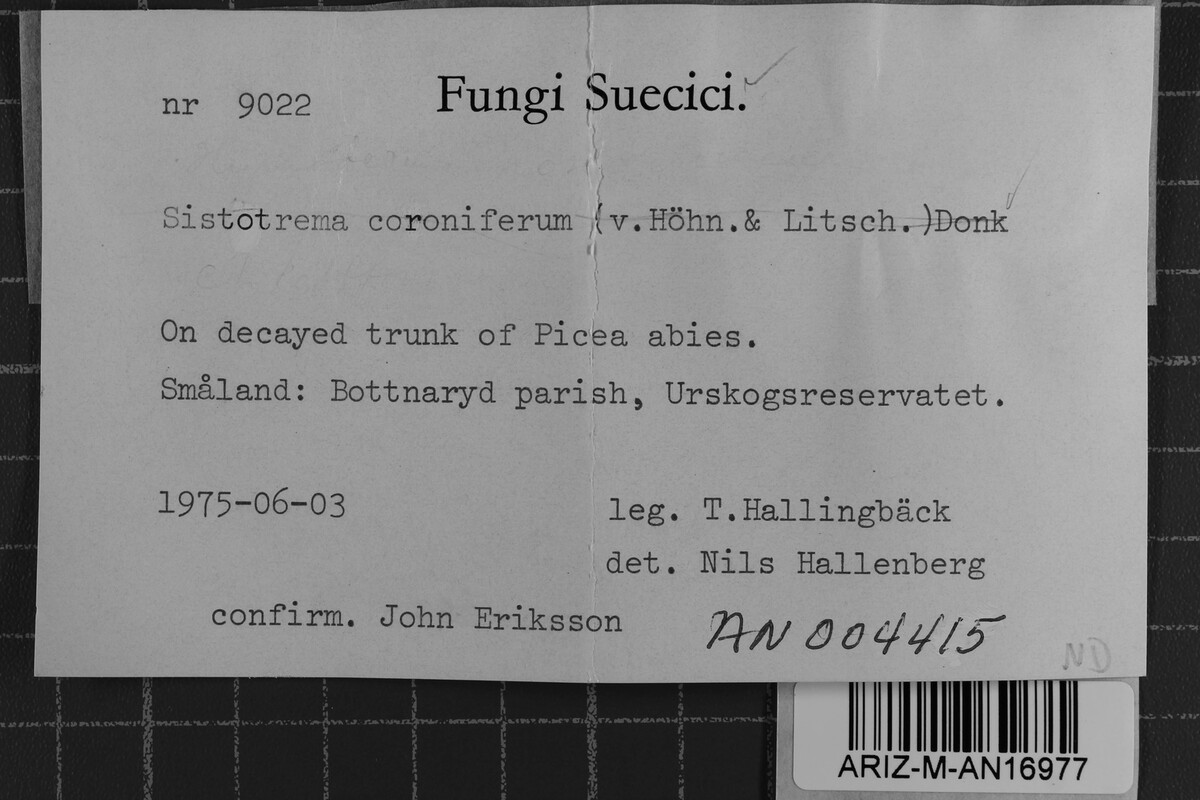 nr 9022 Fungi Suecici.
Sistotrema coroniferum (v.Höhn.& Litsch.)Donk
On decayed trunk of Picea abies.
Småland: Bottnaryd parish, Urskogsreservatet.
1975-06-03 leg. T.Hallingbäck
det. Nils Hallenberg
confirm. John Eriksson
AN 004415
ND
ARIZ-M-AN16977